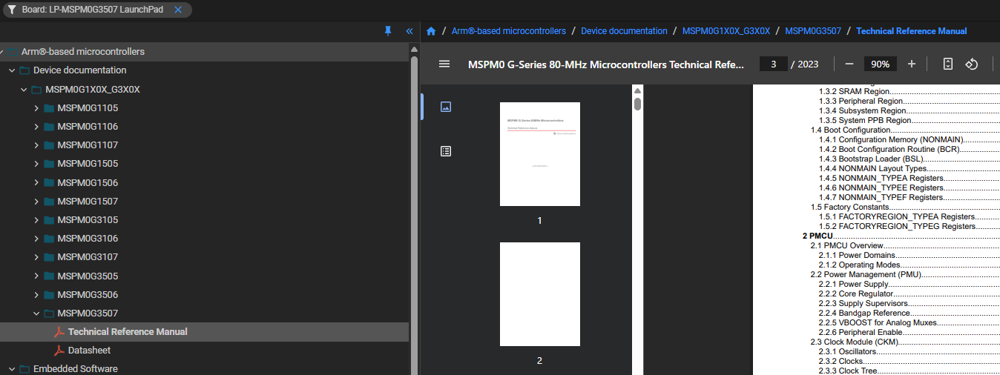 Board: LP-MSPM0G3507 LaunchPad
Arm®-based microcontrollers
Device documentation
MSPM0G1X0X_G3X0X
MSPM0G1105
MSPM0G1106
MSPM0G1107
MSPM0G1505
MSPM0G1506
MSPM0G1507
MSPM0G3105
MSPM0G3106
MSPM0G3107
MSPM0G3505
MSPM0G3506
MSPM0G3507
Technical Reference Manual
Datasheet
Embedded Software
/ Arm®-based microcontrollers / Device documentation / MSPM0G1X0X_G3X0X / MSPM0G3507 / Technical Reference Manual
MSPM0 G-Series 80-MHz Microcontrollers Technical Refe... 3 / 2023 90%
MSPM0 G-Series 80MHz Microcontrollers
Technical Reference Manual
1
2
1.3.2 SRAM Region
1.3.3 Peripheral Region
1.3.4 Subsystem Region
1.3.5 System PPB Region
1.4 Boot Configuration
1.4.1 Configuration Memory (NONMAIN)
1.4.2 Boot Configuration Routine (BCR)
1.4.3 Bootstrap Loader (BSL)
1.4.4 NONMAIN Layout Types
1.4.5 NONMAIN_TYPEA Registers
1.4.6 NONMAIN_TYPEE Registers
1.4.7 NONMAIN_TYPEF Registers
1.5 Factory Constants
1.5.1 FACTORYREGION_TYPEA Registers
1.5.2 FACTORYREGION_TYPEG Registers
2 PMCU
2.1 PMCU Overview
2.1.1 Power Domains
2.1.2 Operating Modes
2.2 Power Management (PMU)
2.2.1 Power Supply
2.2.2 Core Regulator
2.2.3 Supply Supervisors
2.2.4 Bandgap Reference
2.2.5 VBOOST for Analog Muxes
2.2.6 Peripheral Enable
2.3 Clock Module (CKM)
2.3.1 Oscillators
2.3.2 Clocks
2.3.3 Clock Tree